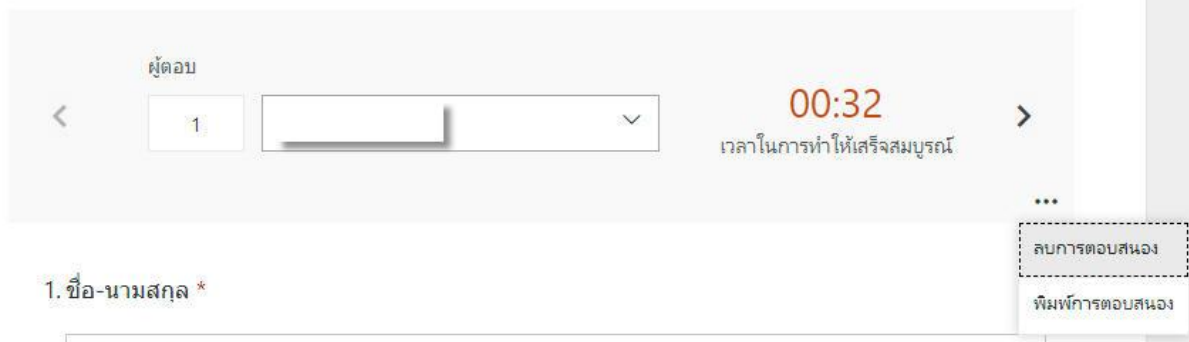 ผู้ตอบ
1
00:32
เวลาในการทำให้เสร็จสมบูรณ์
ลบการตอบสนอง
พิมพ์การตอบสนอง
1. ชื่อ-นามสกุล *